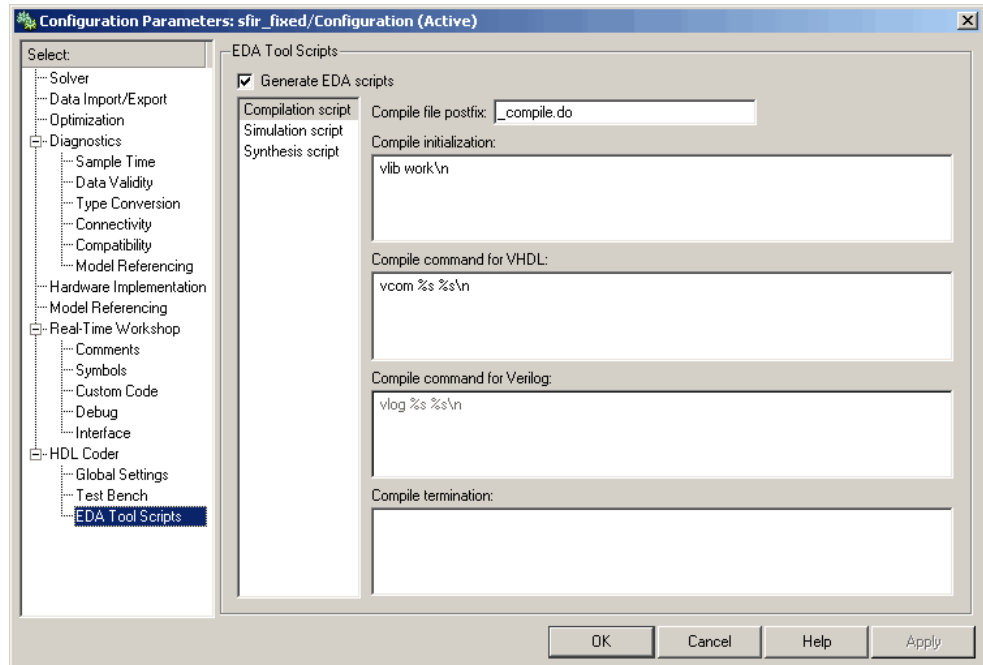 Configuration Parameters: sfir_fixed/Configuration (Active)
Select:
Solver
Data Import/Export
Optimization
Diagnostics
Sample Time
Data Validity
Type Conversion
Connectivity
Compatibility
Model Referencing
Hardware Implementation
Model Referencing
Real-Time Workshop
Comments
Symbols
Custom Code
Debug
Interface
HDL Coder
Global Settings
Test Bench
EDA Tool Scripts
EDA Tool Scripts
Generate EDA scripts
Compilation script
Simulation script
Synthesis script
Compile file postfix: _compile.do
Compile initialization:
vlib work\n
Compile command for VHDL:
vcom %s %s\n
Compile command for Verilog:
vlog %s %s\n
Compile termination:
OK Cancel Help Apply